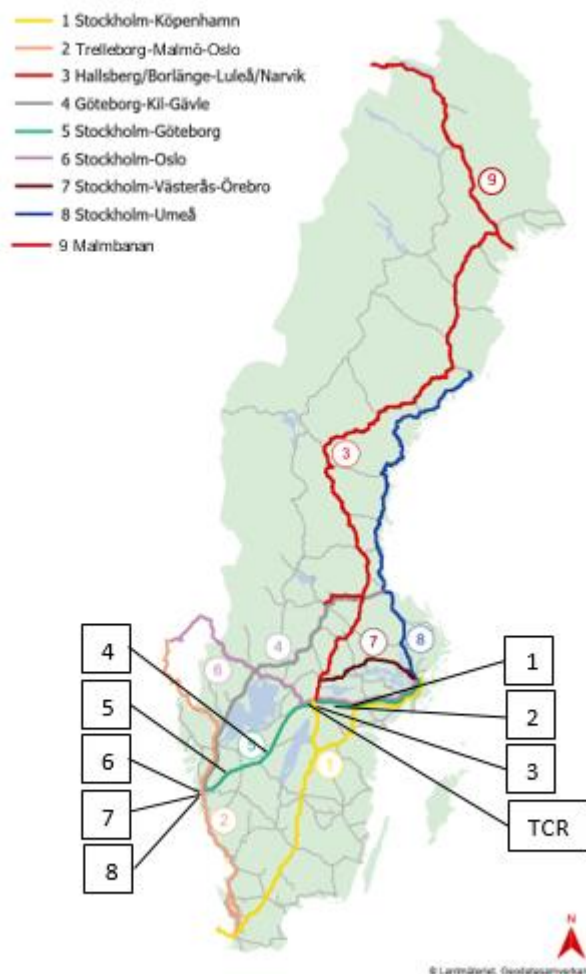 1 Stockholm-Köpenhamn
2 Trelleborg-Malmö-Oslo
3 Hallsberg/Borlänge-Luleå/Narvik
4 Göteborg-Kil-Gävle
5 Stockholm-Göteborg
6 Stockholm-Oslo
7 Stockholm-Västerås-Örebro
8 Stockholm-Umeå
9 Malmbanan
9
3
4
7
8
6
4
1
5
2
5
3
1
6
TCR
7
2
8
N
© Lantmäteriet, Geodatasamverkan